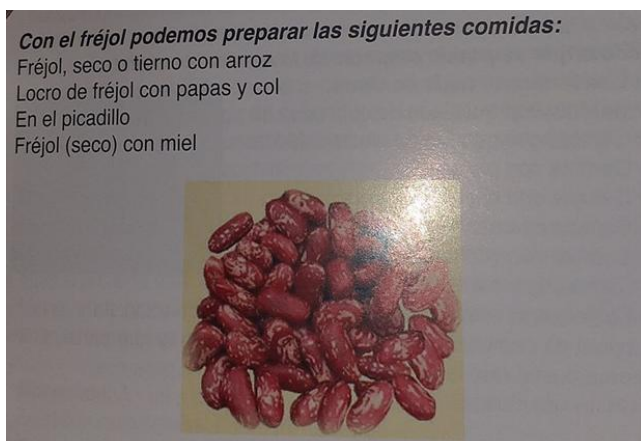 Con el fréjol podemos preparar las siguientes comidas:
Fréjol, seco o tierno con arroz
Locro de fréjol con papas y col
En el picadillo
Fréjol (seco) con miel